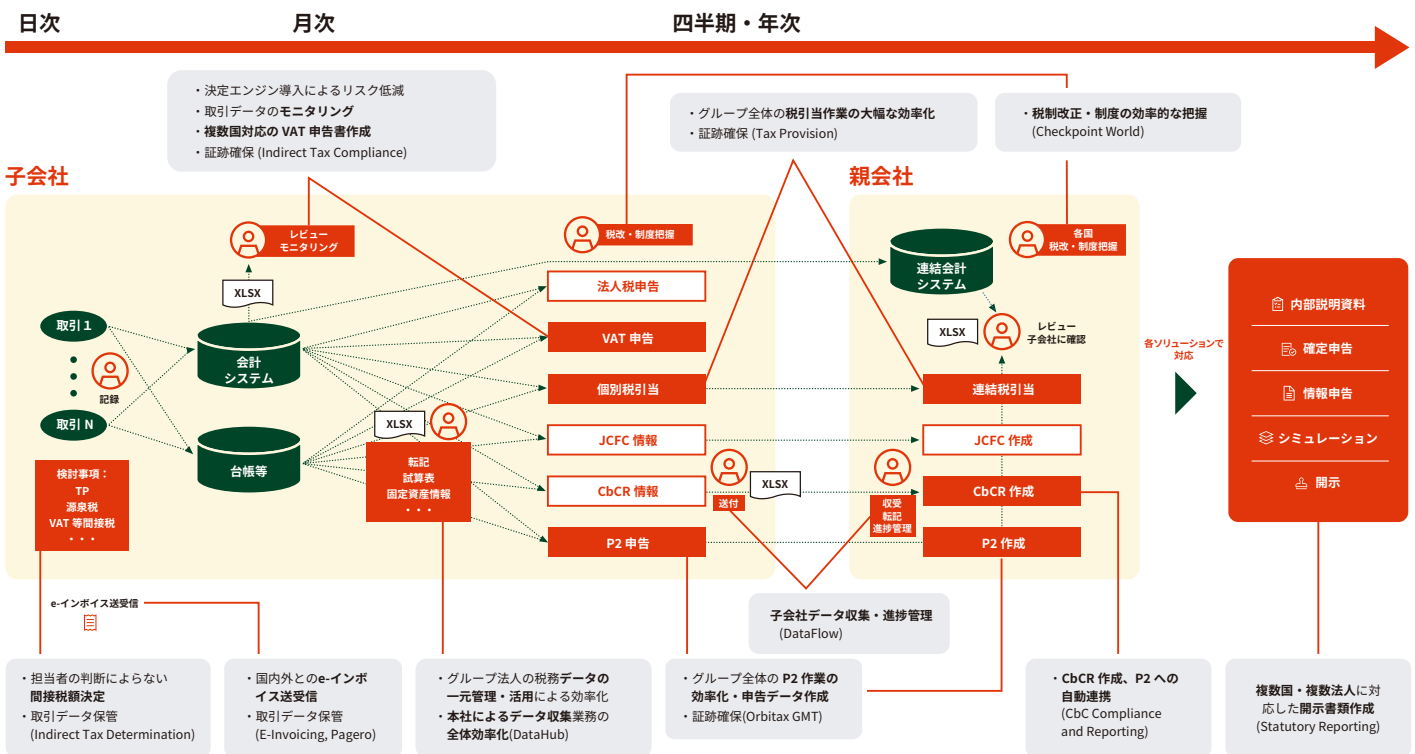 日次
月次
四半期・年次
・決定エンジン導入によるリスク低減
・取引データのモニタリング
・複数国対応の VAT 申告書作成
・証跡確保 (Indirect Tax Compliance)
・グループ全体の税引当作業の大幅な効率化
・証跡確保 (Tax Provision)
・税制改正・制度の効率的な把握
(Checkpoint World)
子会社
親会社
レビュー
モニタリング
税改・制度把握
各国
税改・制度把握
XLSX
取引 1
取引 N
記録
会計
システム
台帳等
検討事項：
TP
源泉税
VAT 等間接税
・・・
XLSX
転記
試算表
固定資産情報
・・・
法人税申告
VAT 申告
個別税引当
JCFC 情報
CbCR 情報
P2 申告
送付
XLSX
収受
転記
進捗管理
連結会計
システム
XLSX
レビュー
子会社に確認
連結税引当
JCFC 作成
CbCR 作成
P2 作成
各ソリューションで
対応
内部説明資料
確定申告
情報申告
シミュレーション
開示
e-インボイス送受信
子会社データ収集・進捗管理
(DataFlow)
・担当者の判断によらない
間接税額決定
・取引データ保管
(Indirect Tax Determination)
・国内外とのe-インボ
イス送受信
・取引データ保管
(E-Invoicing, Pagero)
・グループ法人の税務データの
一元管理・活用による効率化
・本社によるデータ収集業務の
全体効率化(DataHub)
・グループ全体の P2 作業の
効率化・申告データ作成
・証跡確保(Orbitax GMT)
・CbCR 作成、P2 への
自動連携
(CbC Compliance
and Reporting)
複数国・複数法人に対
応した開示書類作成
(Statutory Reporting)